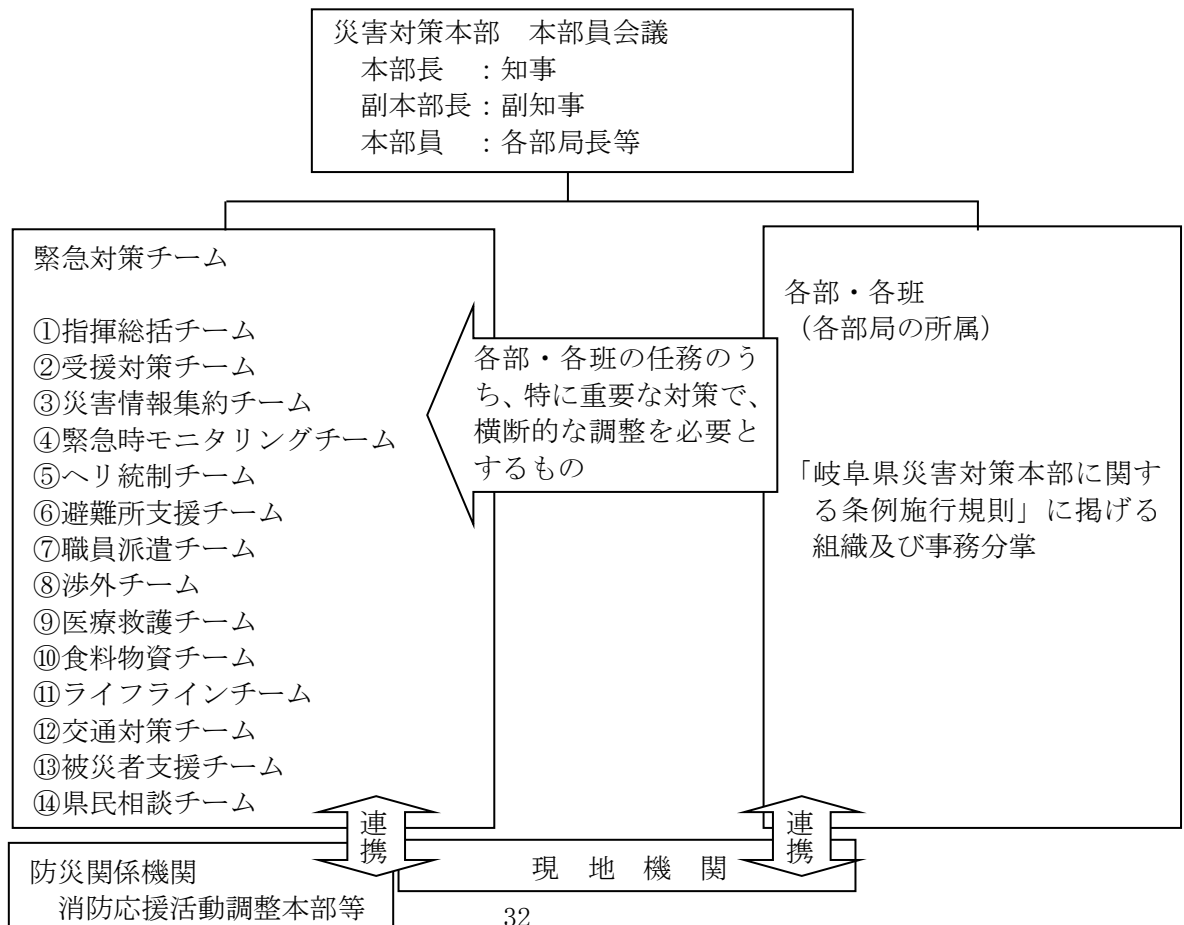 災害対策本部　本部員会議
本部長　：知事
副本部長：副知事
本部員　：各部局長等
緊急対策チーム
①指揮総括チーム
②受援対策チーム
③災害情報集約チーム
④緊急時モニタリングチーム
⑤ヘリ統制チーム
⑥避難所支援チーム
⑦職員派遣チーム
⑧渉外チーム
⑨医療救護チーム
⑩食料物資チーム
⑪ライフラインチーム
⑫交通対策チーム
⑬被災者支援チーム
⑭県民相談チーム
各部・各班の任務のう
ち、特に重要な対策で、
横断的な調整を必要と
するもの
各部・各班
（各部局の所属）
「岐阜県災害対策本部に関す
る条例施行規則」に掲げる
組織及び事務分掌
連携
連携
現　地　機　関
防災関係機関
消防応援活動調整本部等
32